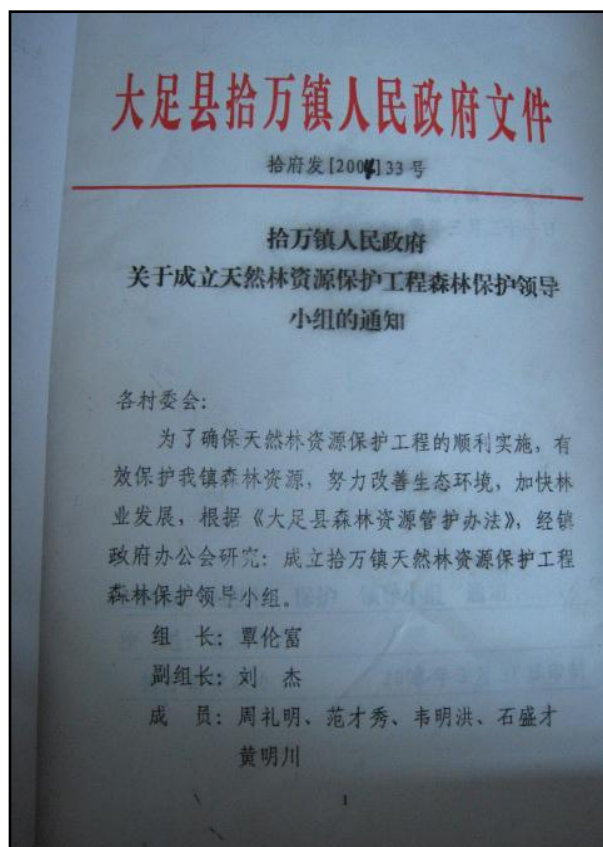 大足县拾万镇人民政府文件
拾府发[2004]33号
拾万镇人民政府
关于成立天然林资源保护工程森林保护领导
小组的通知
各村委会：
为了确保天然林资源保护工程的顺利实施，有
效保护我镇森林资源，努力改善生态环境，加快林
业发展，根据《大足县森林资源管护办法》，经镇
政府办公会研究：成立拾万镇天然林资源保护工程
森林保护领导小组。
组 长：覃伦富
副组长：刘 杰
成 员：周礼明、范才秀、韦明洪、石盛才
黄明川
1